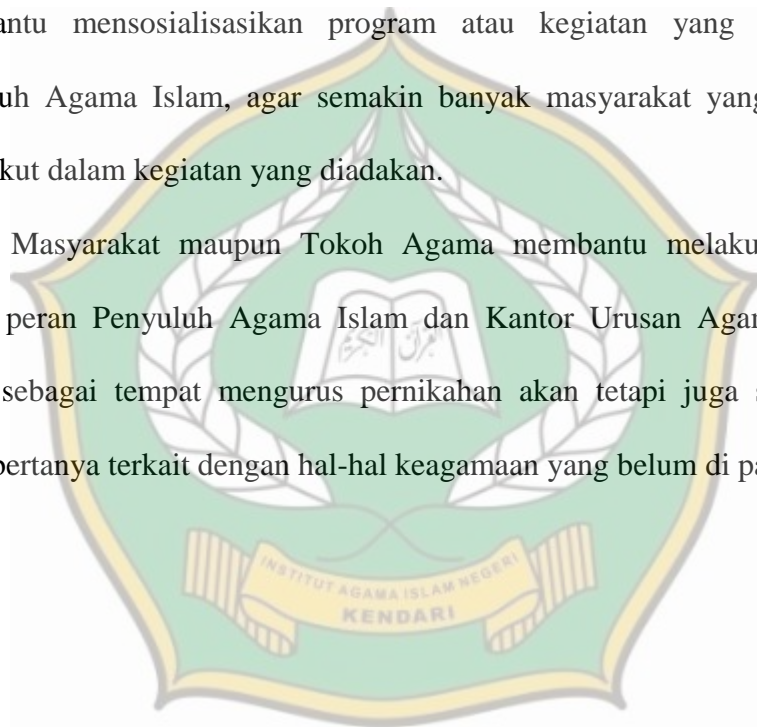 antu mensosialisasikan program atau kegiatan yang
uh Agama Islam, agar semakin banyak masyarakat yang
kut dalam kegiatan yang diadakan.
Masyarakat maupun Tokoh Agama membantu melaku
peran Penyuluh Agama Islam dan Kantor Urusan Agar
sebagai tempat mengurus pernikahan akan tetapi juga s
bertanya terkait dengan hal-hal keagamaan yang belum di pa
القرآن الكريم
INSTITUT AGAMA ISLAM NEGERI
KENDARI